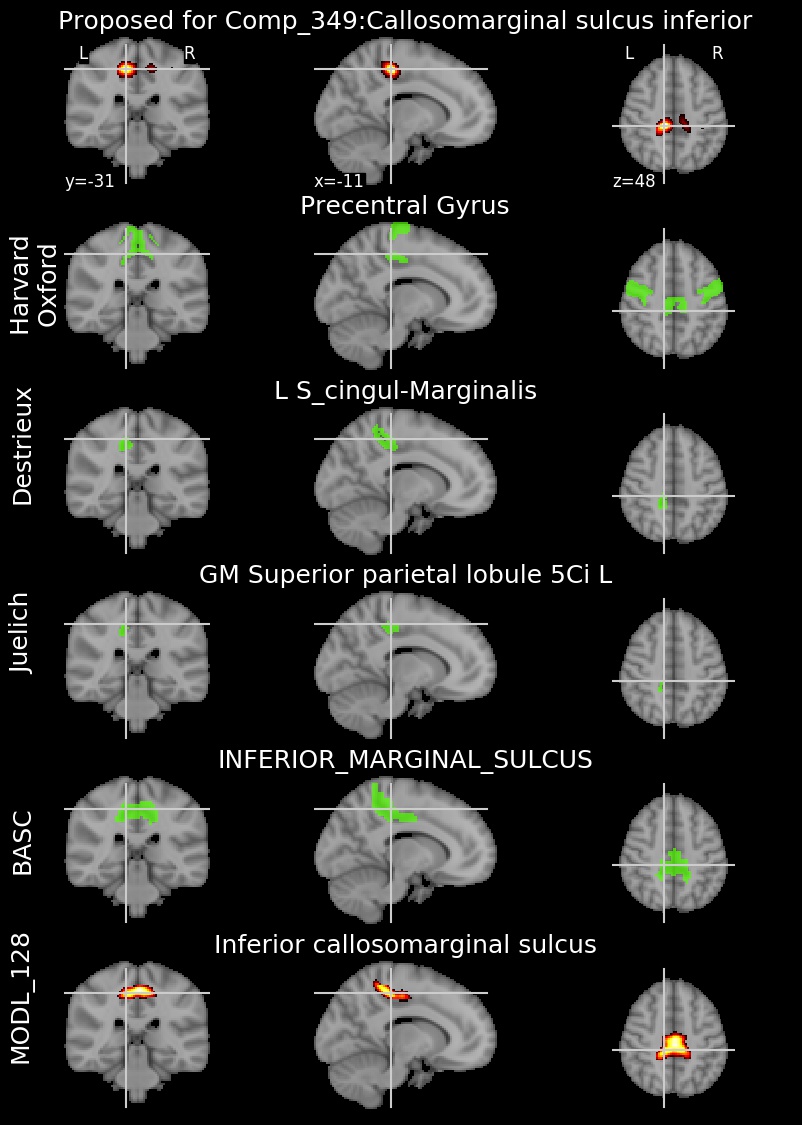 Proposed for Comp_349:Callosomarginal sulcus inferior
L R
L R
y=-31
x=-11
z=48
Precentral Gyrus
Harvard
Oxford
L S_cingul-Marginalis
Destrieux
GM Superior parietal lobule 5Ci L
Juelich
INFERIOR_MARGINAL_SULCUS
BASC
Inferior callosomarginal sulcus
MODL_128